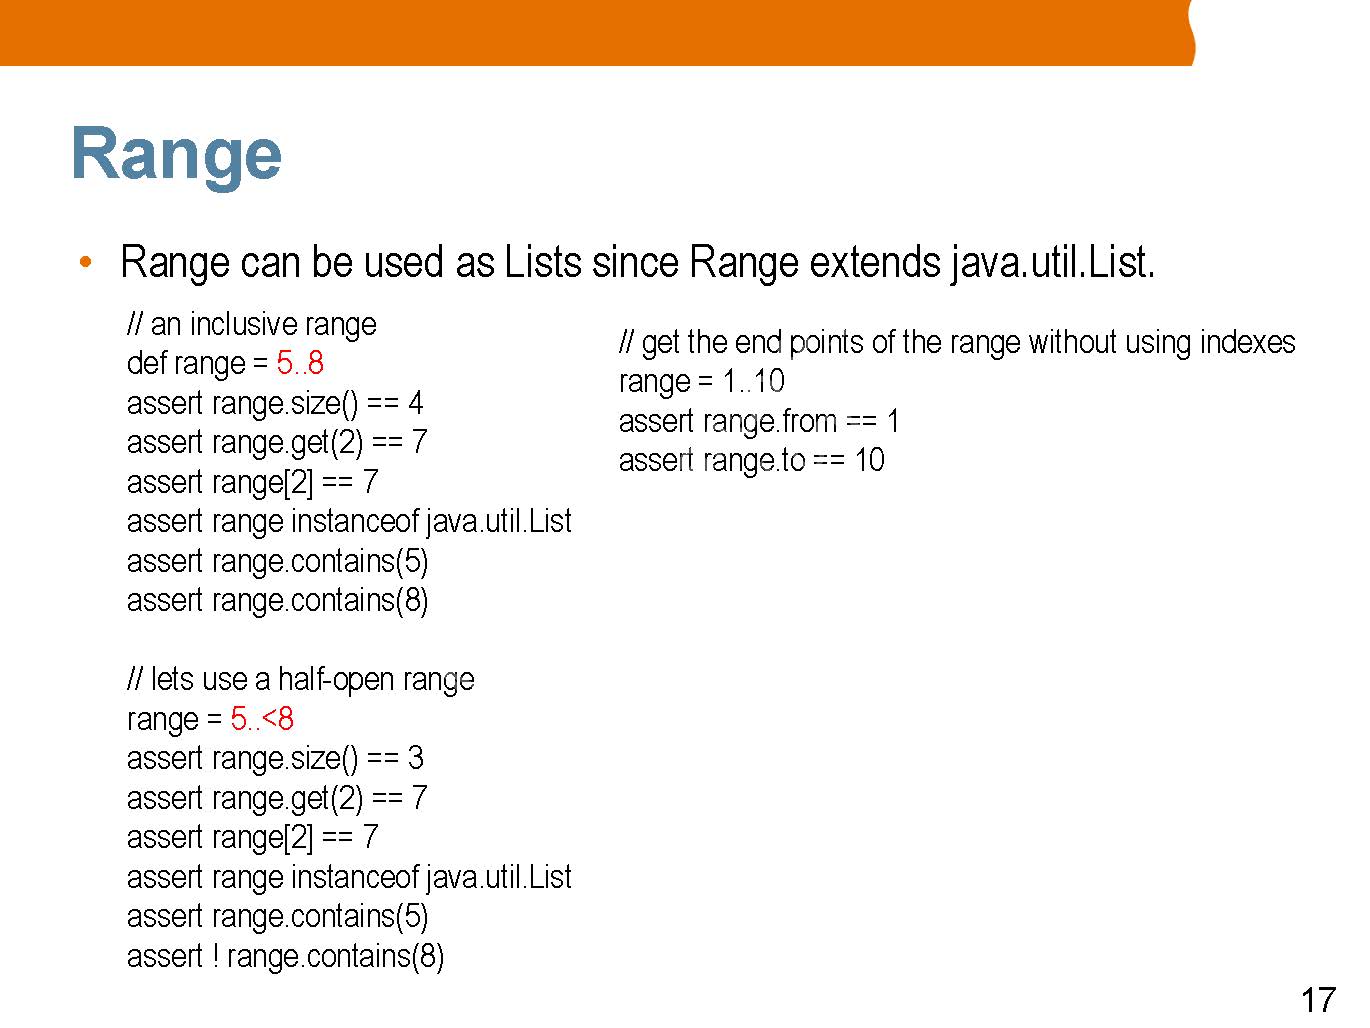 Range
• Range can be used as Lists since Range extends java.util.List.
// an inclusive range
def range = 5..8
assert range.size() == 4
assert range.get(2) == 7
assert range[2] == 7
assert range instanceof java.util.List
assert range.contains(5)
assert range.contains(8)
// lets use a half-open range
range = 5..<8
assert range.size() == 3
assert range.get(2) == 7
assert range[2] == 7
assert range instanceof java.util.List
assert range.contains(5)
assert ! range.contains(8)
// get the end points of the range without using indexes
range = 1..10
assert range.from == 1
assert range.to == 10
17